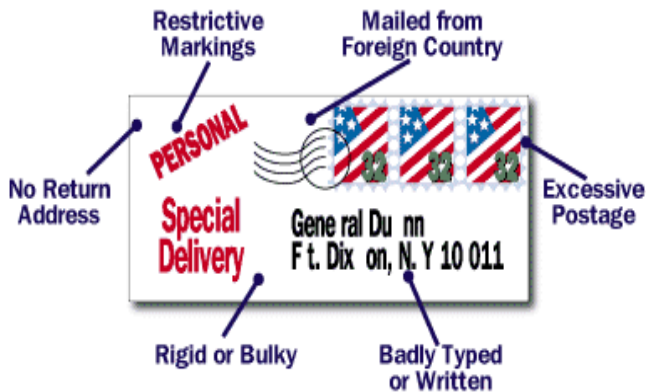 Restrictive
Markings
Mailed from
Foreign Country
No Return
Address
PERSONAL
32
32
32
Excessive
Postage
Special
Delivery
Gene ral Du nn
F t. Dix on, N. Y 10 011
Rigid or Bulky
Badly Typed
or Written